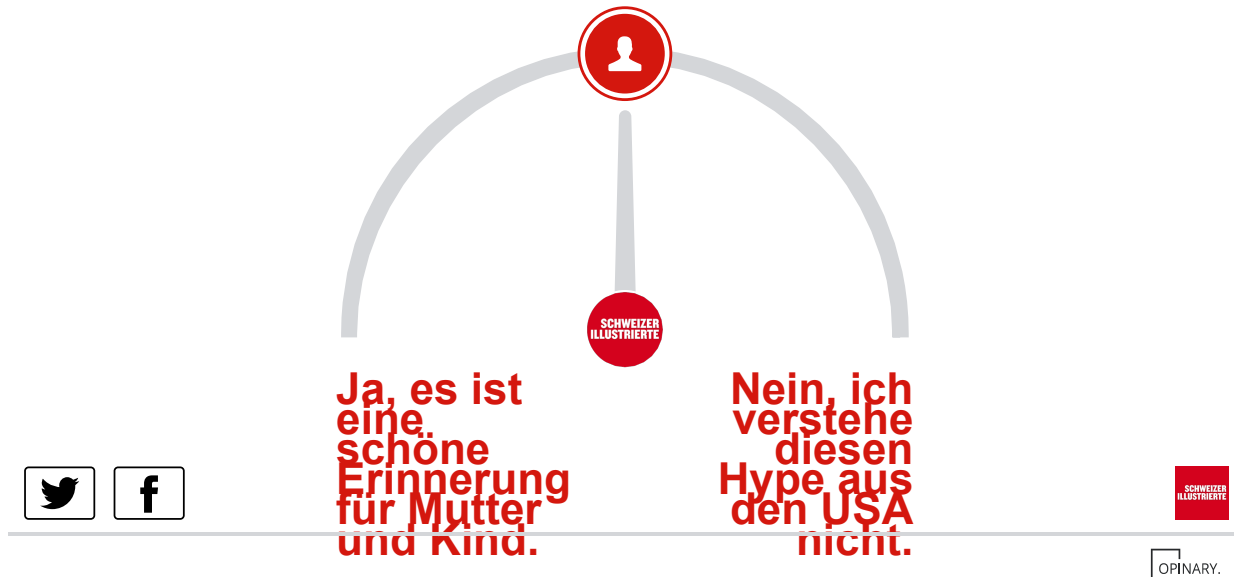 SCHWEIZER
ILLUSTRIERTE
Ja, es ist
eine
schöne
Erinnerung
für Mutter
und Kind.
Nein, ich
verstehe
diesen
Hype aus
den USA
nicht.
SCHWEIZER
ILLUSTRIERTE
OPINARY.